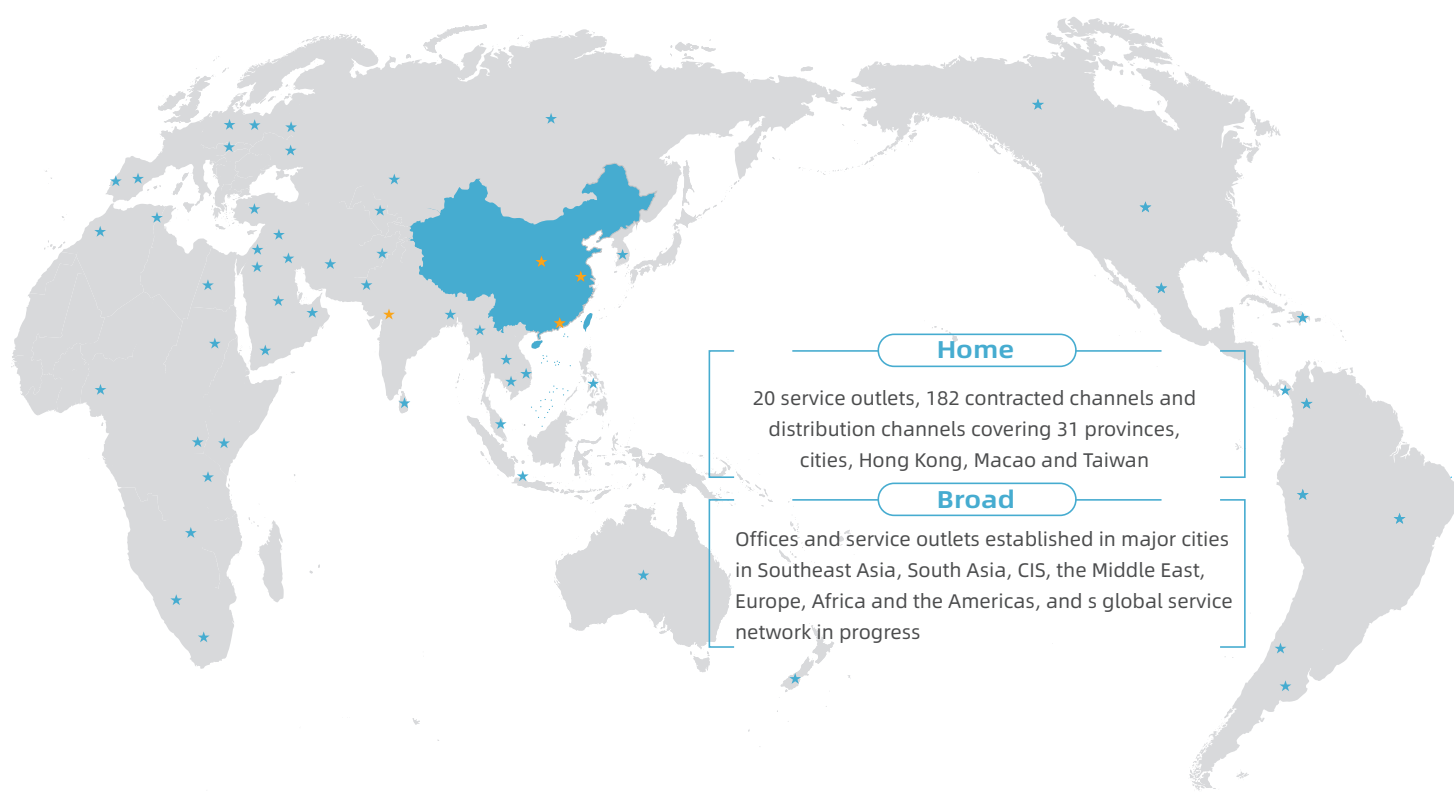 Home
20 service outlets, 182 contracted channels and
distribution channels covering 31 provinces,
cities, Hong Kong, Macao and Taiwan
Broad
Offices and service outlets established in major cities
in Southeast Asia, South Asia, CIS, the Middle East,
Europe, Africa and the Americas, and s global service
network in progress